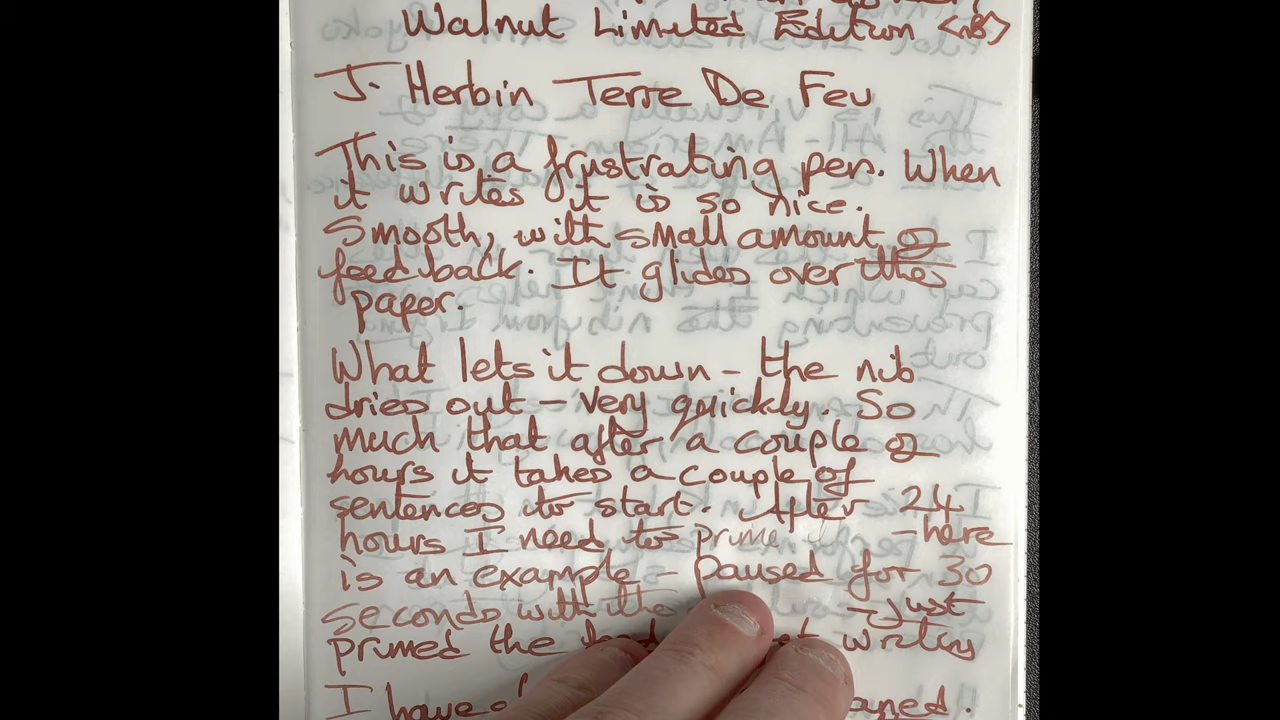 Walnut Limited Edition <B>
J. Herbin Terre De Feu
This is a frustrating pen. When
it writes it is so nice.
Smooth, with small amount of
feedback. It glides over the
paper.
What lets it down - the nib
dries out - very quickly. So
much that after a couple of
hours it takes a couple of
sentences to start. After 24
hours I need to prime it - here
is an example - paused for 30
seconds with the - Just
primed the writing
I have